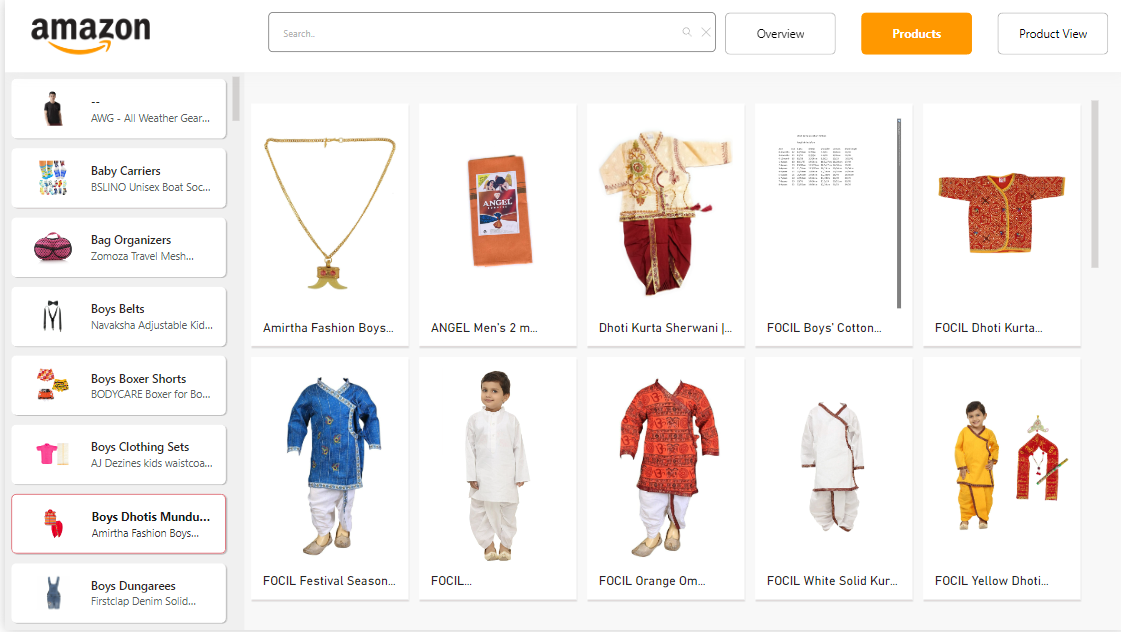 amazon
Search..
Overview
Products
Product View
--
AWG - All Weather Gear...
Baby Carriers
BSLINO Unisex Boat Soc...
Bag Organizers
Zomoza Travel Mesh...
Boys Belts
Navaksha Adjustable Kid...
Boys Boxer Shorts
BODYCARE Boxer for Bo...
Boys Clothing Sets
AJ Dezines kids waistcoa...
Boys Dhotis Mundu...
Amirtha Fashion Boys...
Boys Dungarees
Firstclap Denim Solid...
ANGEL
Amirtha Fashion Boys...
ANGEL Men's 2 m...
Dhoti Kurta Sherwani |...
FOCIL Boys' Cotton...
FOCIL Dhoti Kurta...
FOCIL Festival Season...
FOCIL...
FOCIL Orange Om...
FOCIL White Solid Kur...
FOCIL Yellow Dhoti...